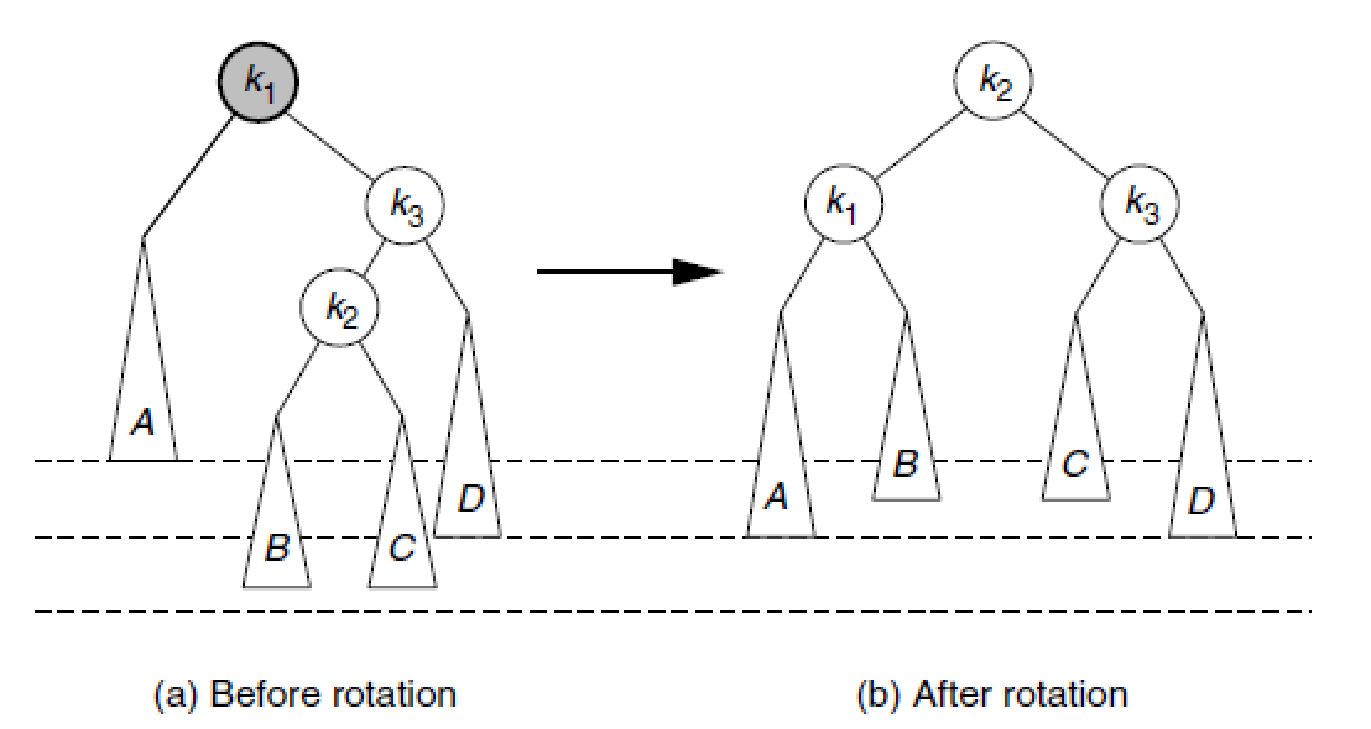 k1 k2
k3 k1 k3
k2
A B C D A B C D
(a) Before rotation (b) After rotation